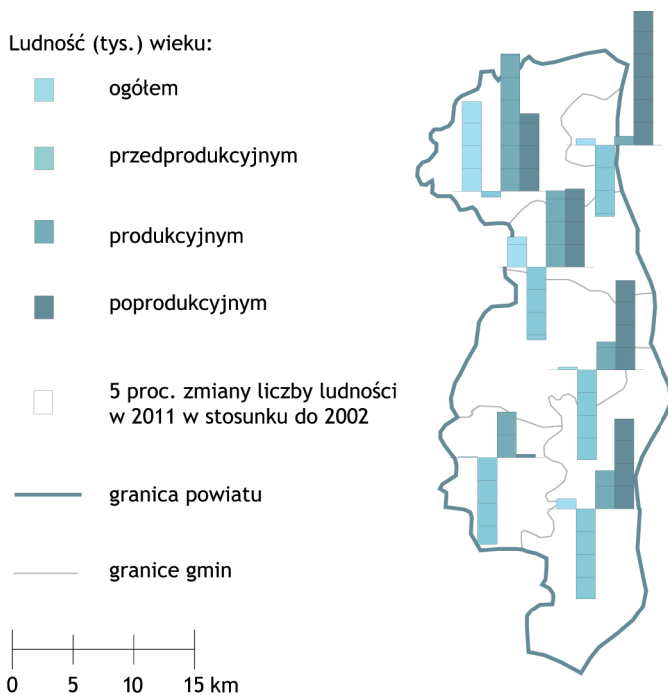 Ludność (tys.) wieku:
ogółem
przedprodukcyjnym
produkcyjnym
poprodukcyjnym
5 proc. zmiany liczby ludności
w 2011 w stosunku do 2002
granica powiatu
granice gmin
0 5 10 15 km